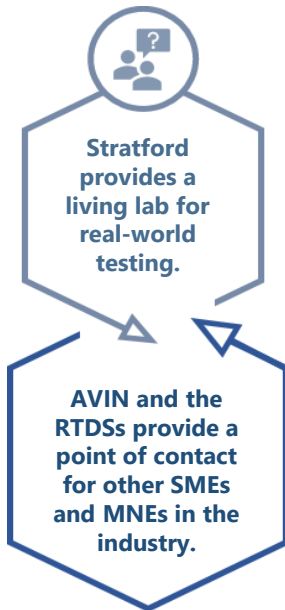 ?
Stratford
provides a
living lab for
real-world
testing.
AVIN and the
RTDSs provide a
point of contact
for other SMEs
and MNEs in the
industry.